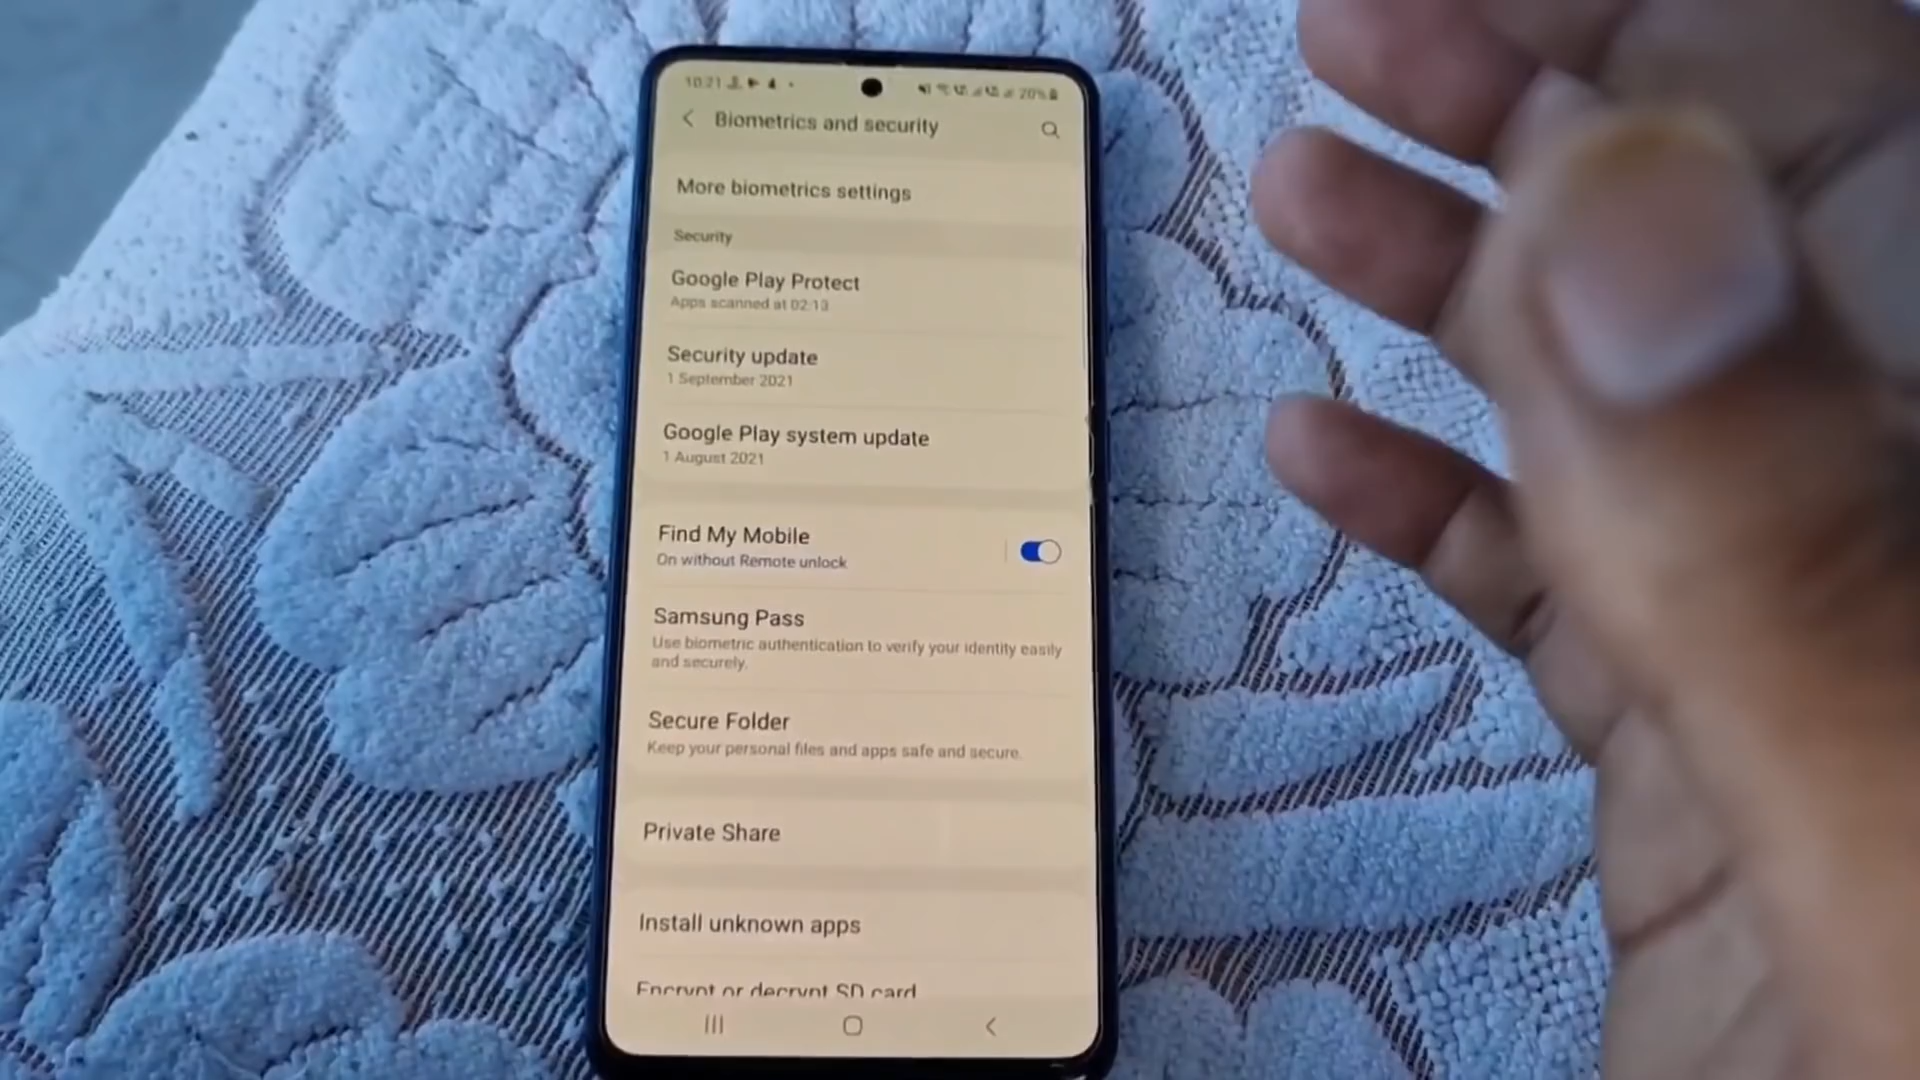 10:21
20%
Biometrics and security
More biometrics settings
Security
Google Play Protect
Apps scanned at 02:13
Security update
1 September 2021
Google Play system update
1 August 2021
Find My Mobile
On without Remote unlock
Samsung Pass
Use biometric authentication to verify your identity easily
and securely.
Secure Folder
Keep your personal files and apps safe and secure.
Private Share
Install unknown apps
Encrypt or decrypt SD card